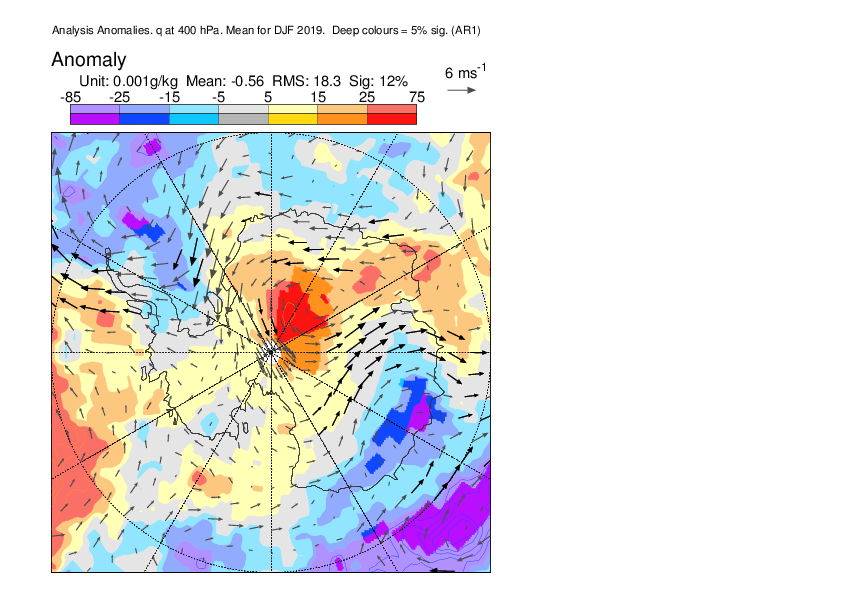 Analysis Anomalies. q at 400 hPa. Mean for DJF 2019. Deep colours = 5% sig. (AR1)
Anomaly
6 ms-1
Unit: 0.001g/kg Mean: -0.56 RMS: 18.3 Sig: 12%
-85 -25 -15 -5 5 15 25 75